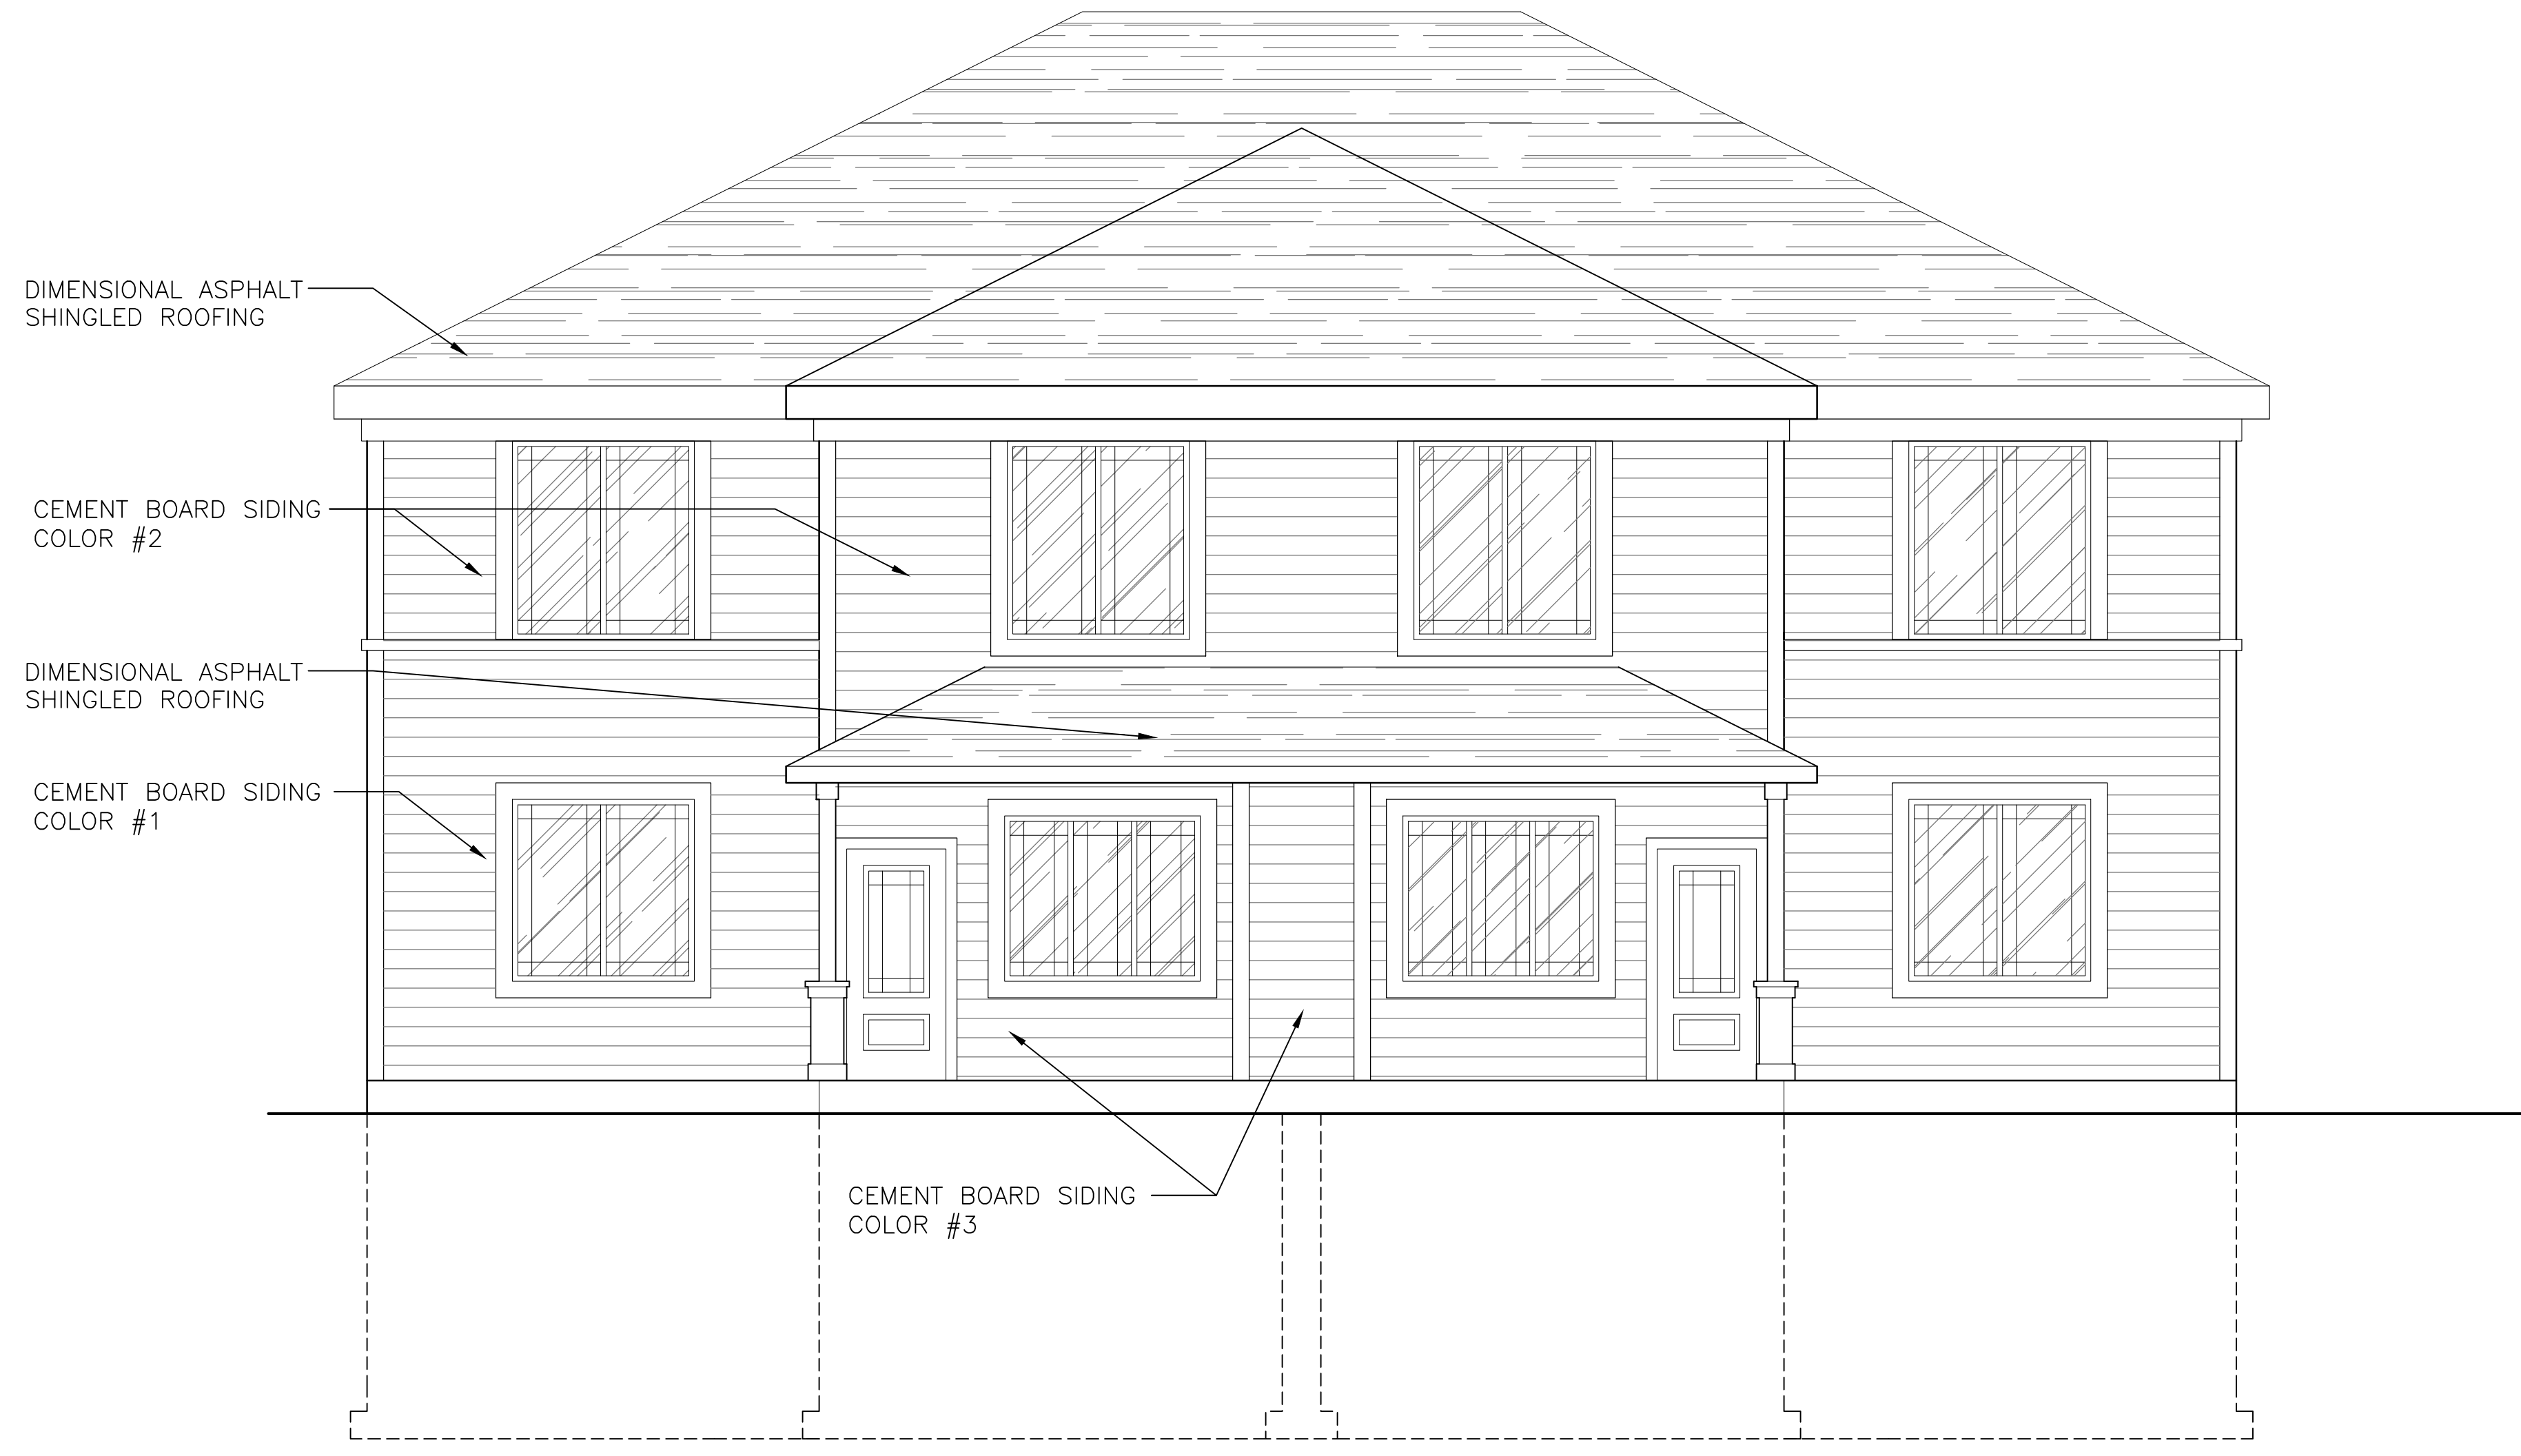 DIMENSIONAL ASPHALT
SHINGLED ROOFING
CEMENT BOARD SIDING
COLOR #2
DIMENSIONAL ASPHALT
SHINGLED ROOFING
CEMENT BOARD SIDING
COLOR #1
CEMENT BOARD SIDING
COLOR #3